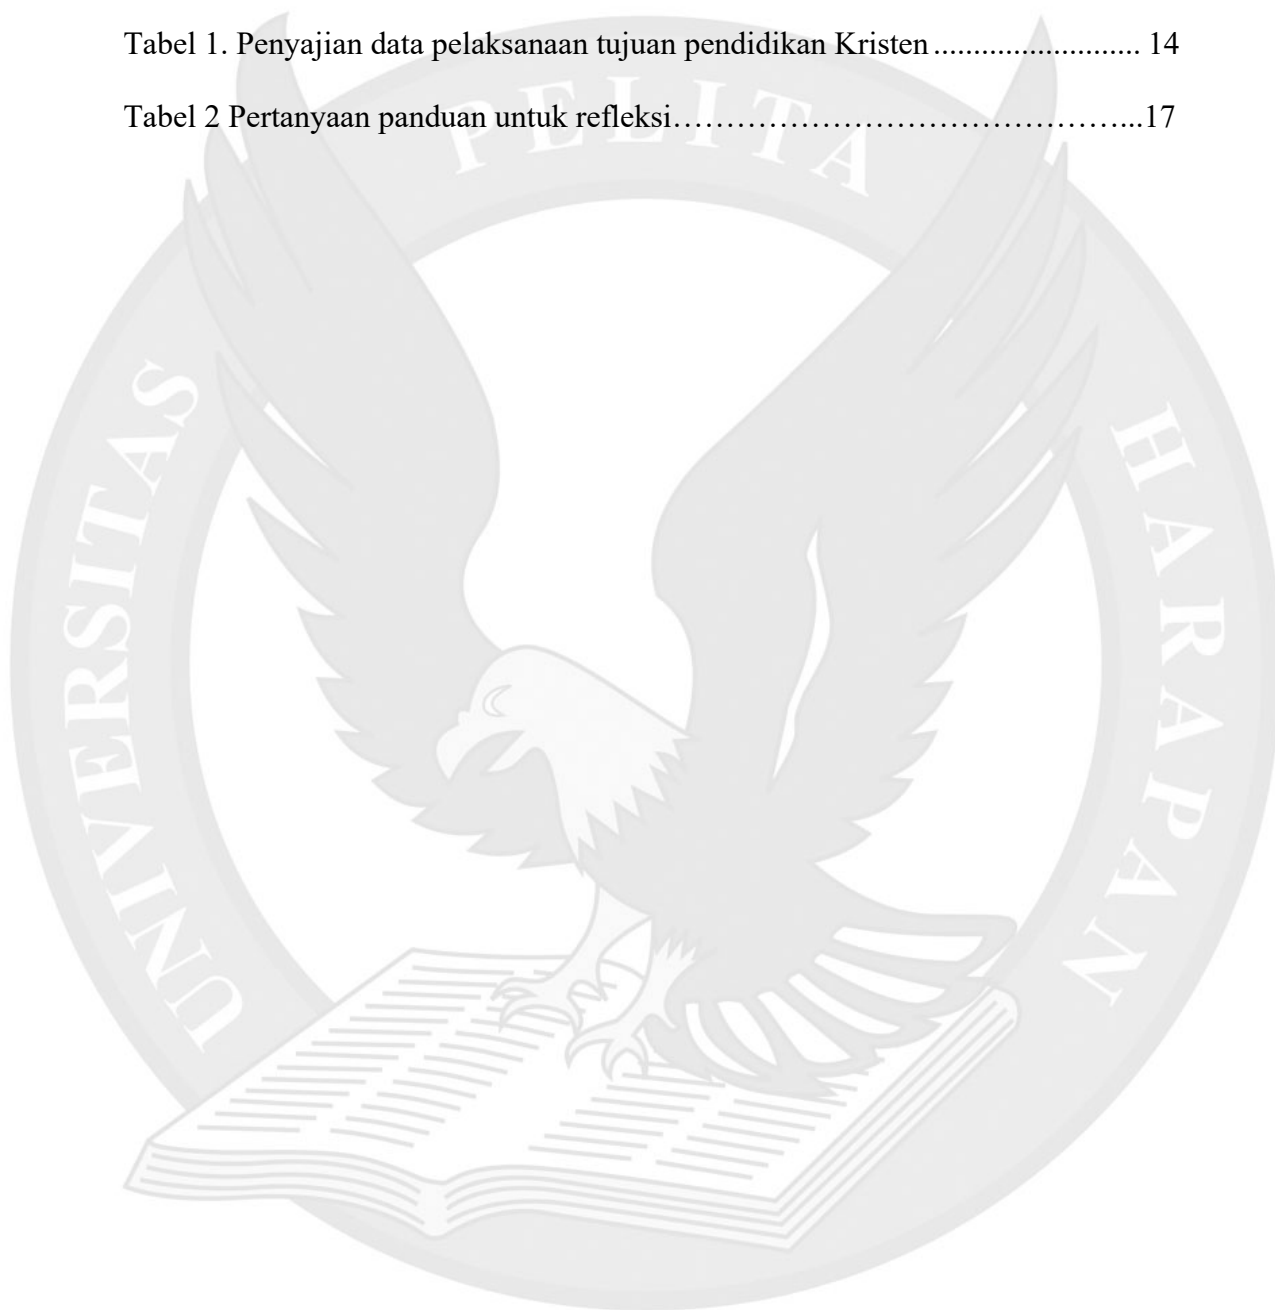 Tabel 1. Penyajian data pelaksanaan tujuan pendidikan Kristen .......................... 14
Tabel 2 Pertanyaan panduan untuk refleksi……………………………………...17
UNIVERSITAS PELITA HARAPAN